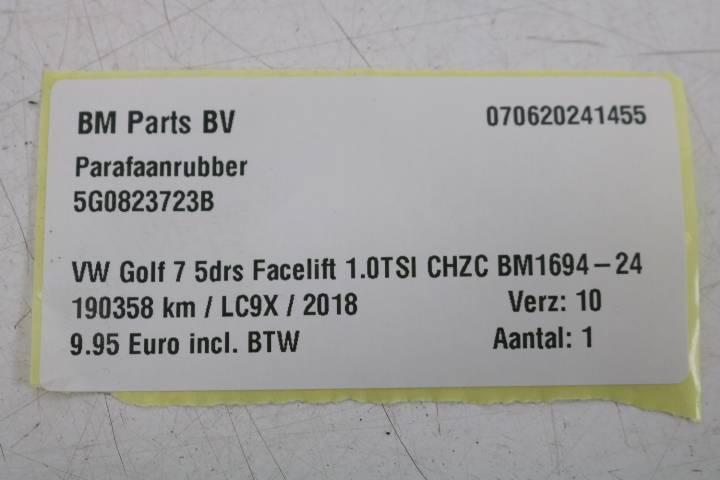 BM Parts BV 070620241455
Parafaanrubber
5G0823723B
VW Golf 7 5drs Facelift 1.0TSI CHZC BM1694-24
190358 km / LC9X / 2018 Verz: 10
9.95 Euro incl. BTW Aantal: 1